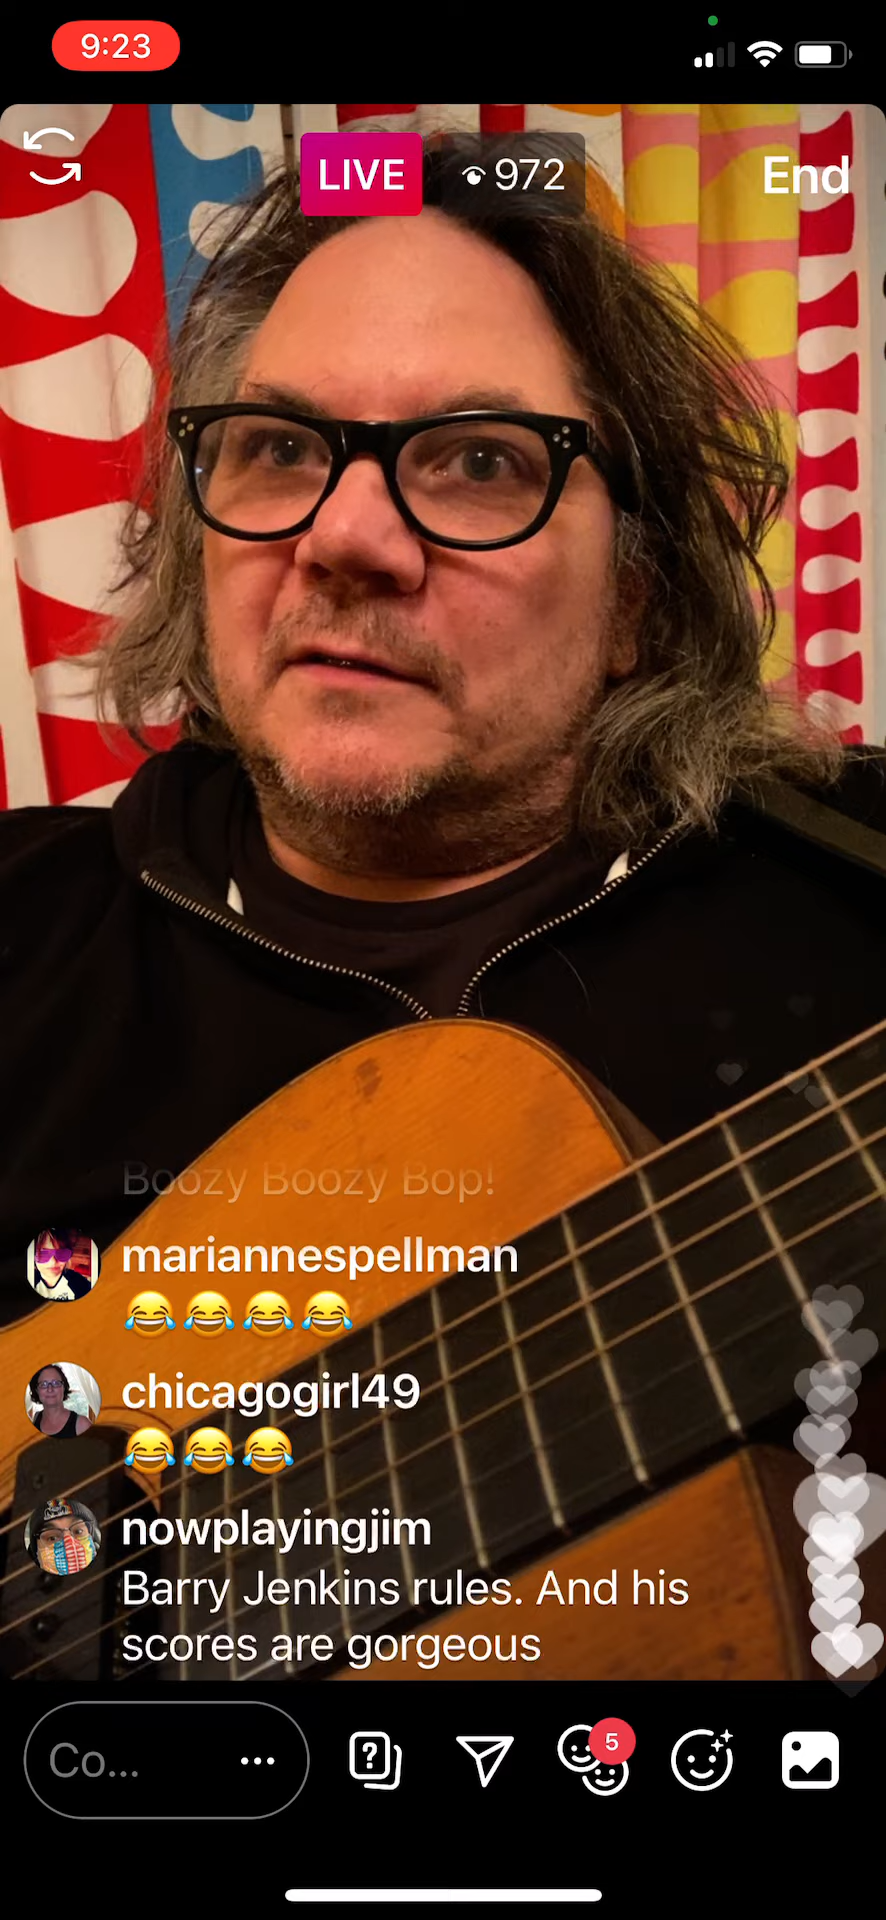 9:23
LIVE
972
End
Boozy Boozy Bop!
mariannespellman
😂😂😂😂
chicagogirl49
😂😂😂
nowplayingjim
Barry Jenkins rules. And his
scores are gorgeous
Co...
5